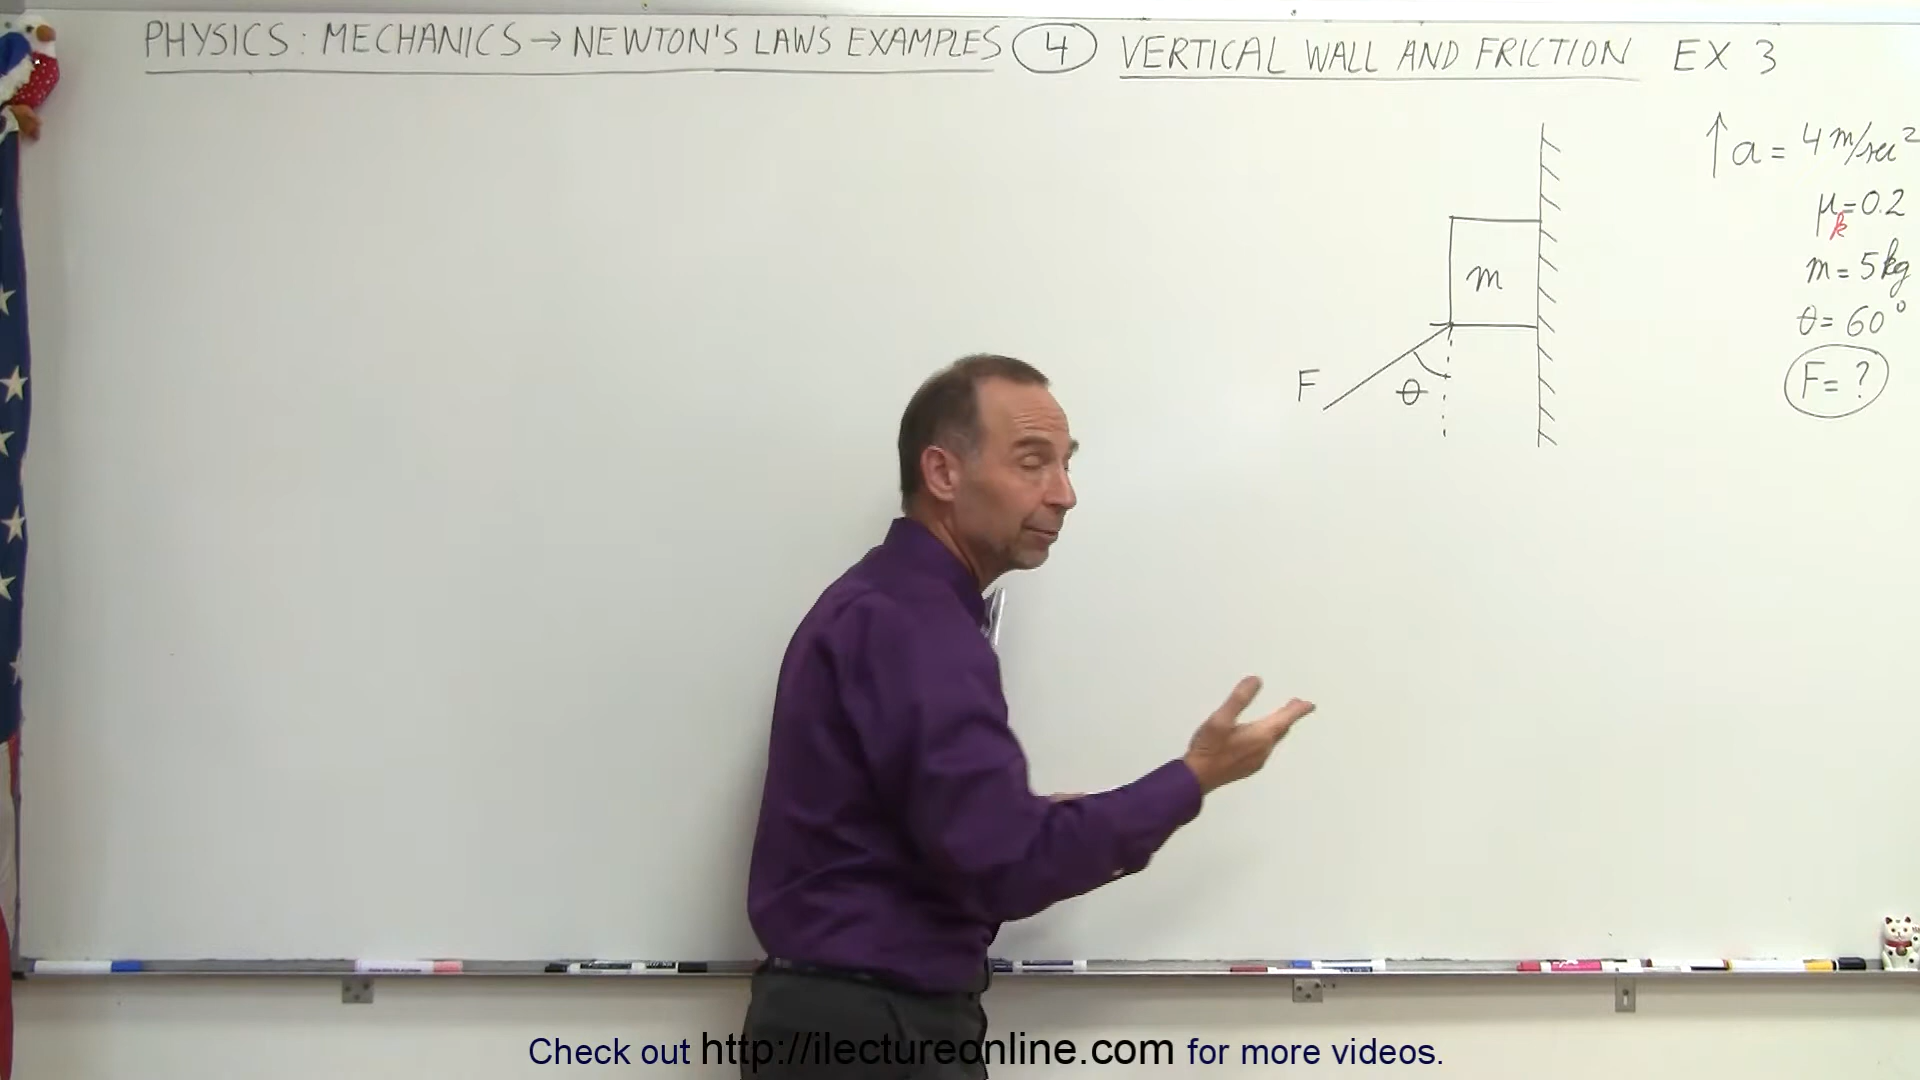 PHYSICS: MECHANICS → NEWTON'S LAWS EXAMPLES 4 VERTICAL WALL AND FRICTION EX 3
↑ a = 4 m/sec²
μk = 0.2
m
m = 5 kg
θ = 60°
F θ
F = ?
Check out http://ilectureonline.com for more videos.